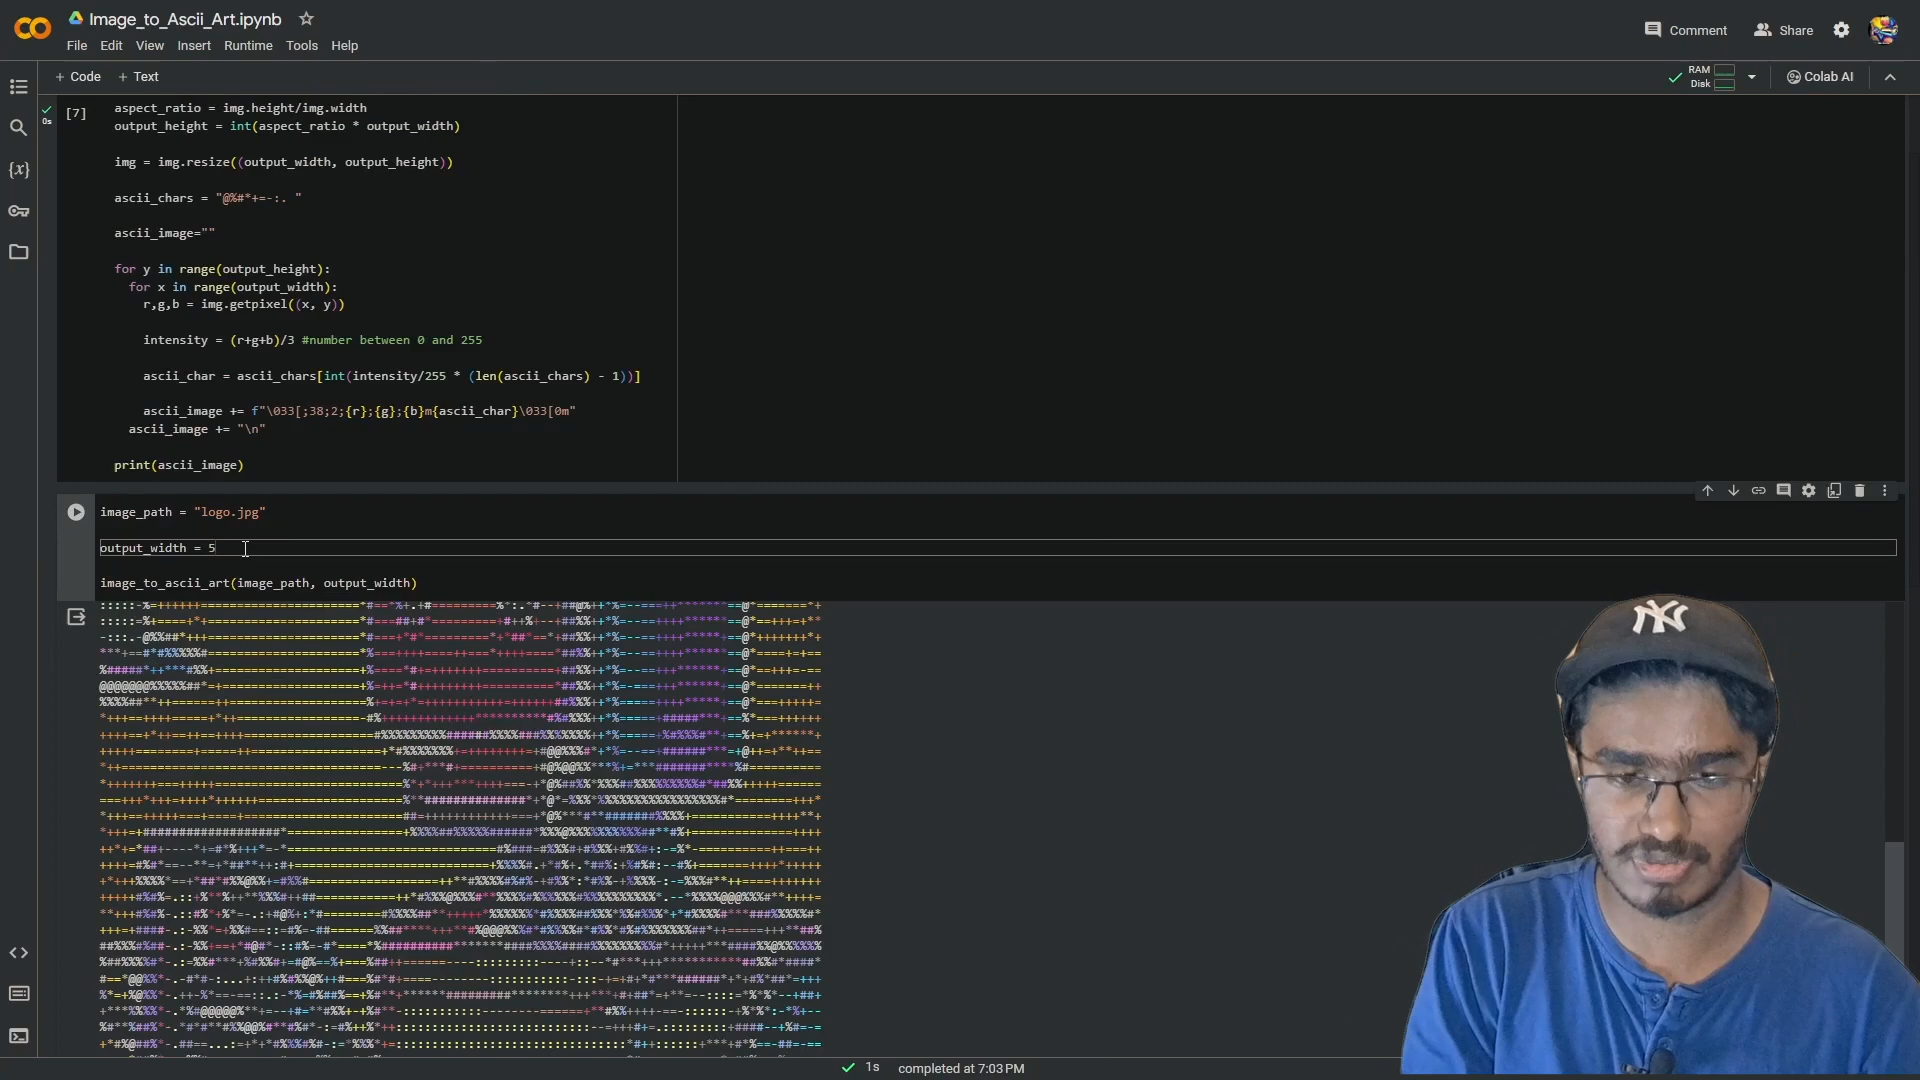 Image_to_Ascii_Art.ipynb
File Edit View Insert Runtime Tools Help
Comment
Share
+ Code + Text
RAM
Disk
Colab AI
[7]
0s
aspect_ratio = img.height/img.width
output_height = int(aspect_ratio * output_width)
img = img.resize((output_width, output_height))
ascii_chars = "@%#*+=-:. "
ascii_image=""
for y in range(output_height):
for x in range(output_width):
r,g,b = img.getpixel((x, y))
intensity = (r+g+b)/3 #number between 0 and 255
ascii_char = ascii_chars[int(intensity/255 * (len(ascii_chars) - 1))]
ascii_image += f"\033[;38;2;{r};{g};{b}m{ascii_char}\033[0m"
ascii_image += "\n"
print(ascii_image)
image_path = "logo.jpg"
output_width = 5
image_to_ascii_art(image_path, output_width)
NY
1s completed at 7:03 PM